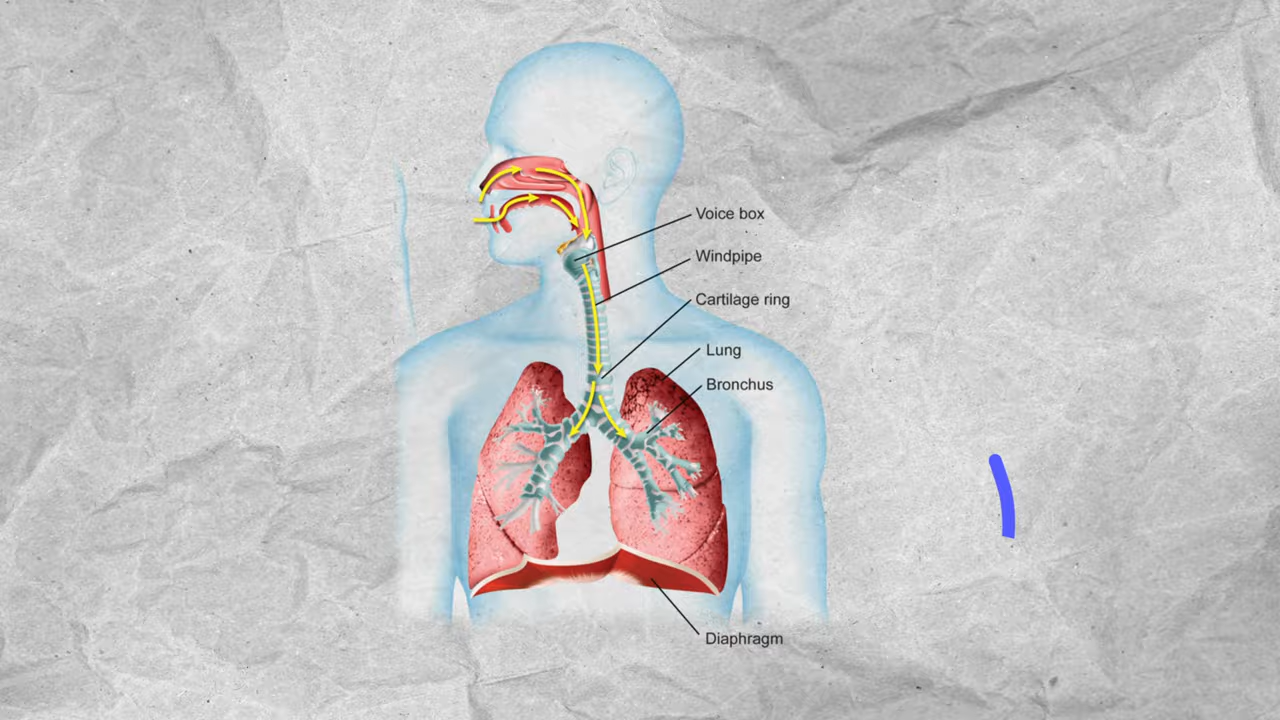 Voice box
Windpipe
Cartilage ring
Lung
Bronchus
Diaphragm